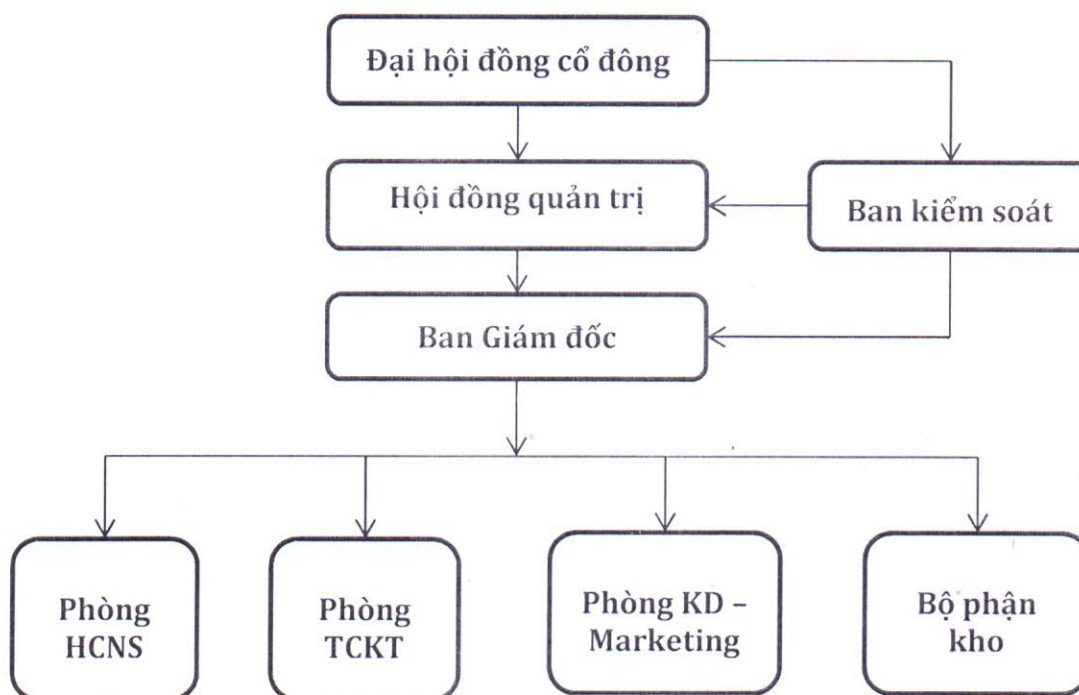 Đại hội đồng cổ đông
Hội đồng quản trị
Ban kiểm soát
Ban Giám đốc
Phòng
HCNS
Phòng
TCKT
Phòng KD –
Marketing
Bộ phận
kho